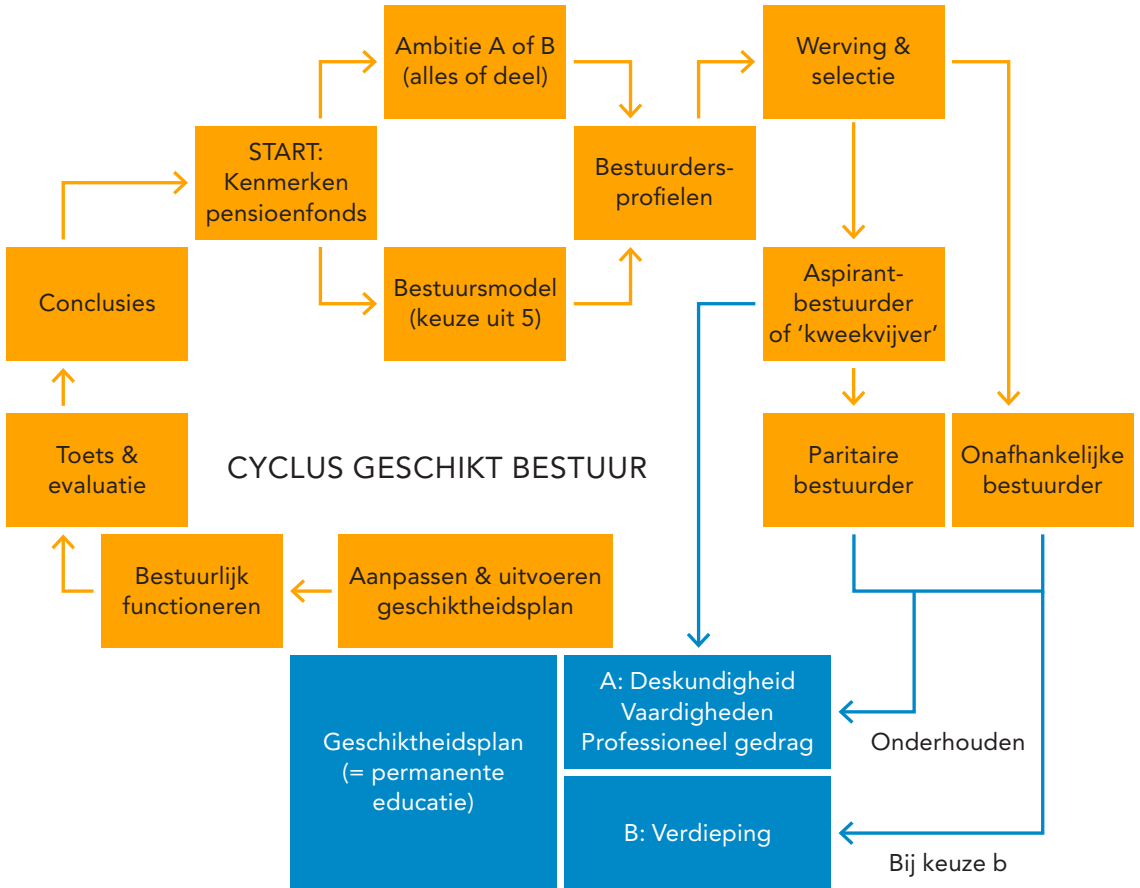 Ambitie A of B
(alles of deel)
Werving &
selectie
START:
Kenmerken
pensioenfonds
Bestuurders-
profielen
Conclusies
Bestuursmodel
(keuze uit 5)
Aspirant-
bestuurder
of ‘kweekvijver’
Toets &
evaluatie
CYCLUS GESCHIKT BESTUUR
Paritaire
bestuurder
Onafhankelijke
bestuurder
Bestuurlijk
functioneren
Aanpassen & uitvoeren
geschiktheidsplan
Geschiktheidsplan
(= permanente
educatie)
A: Deskundigheid
Vaardigheden
Professioneel gedrag
Onderhouden
B: Verdieping
Bij keuze b